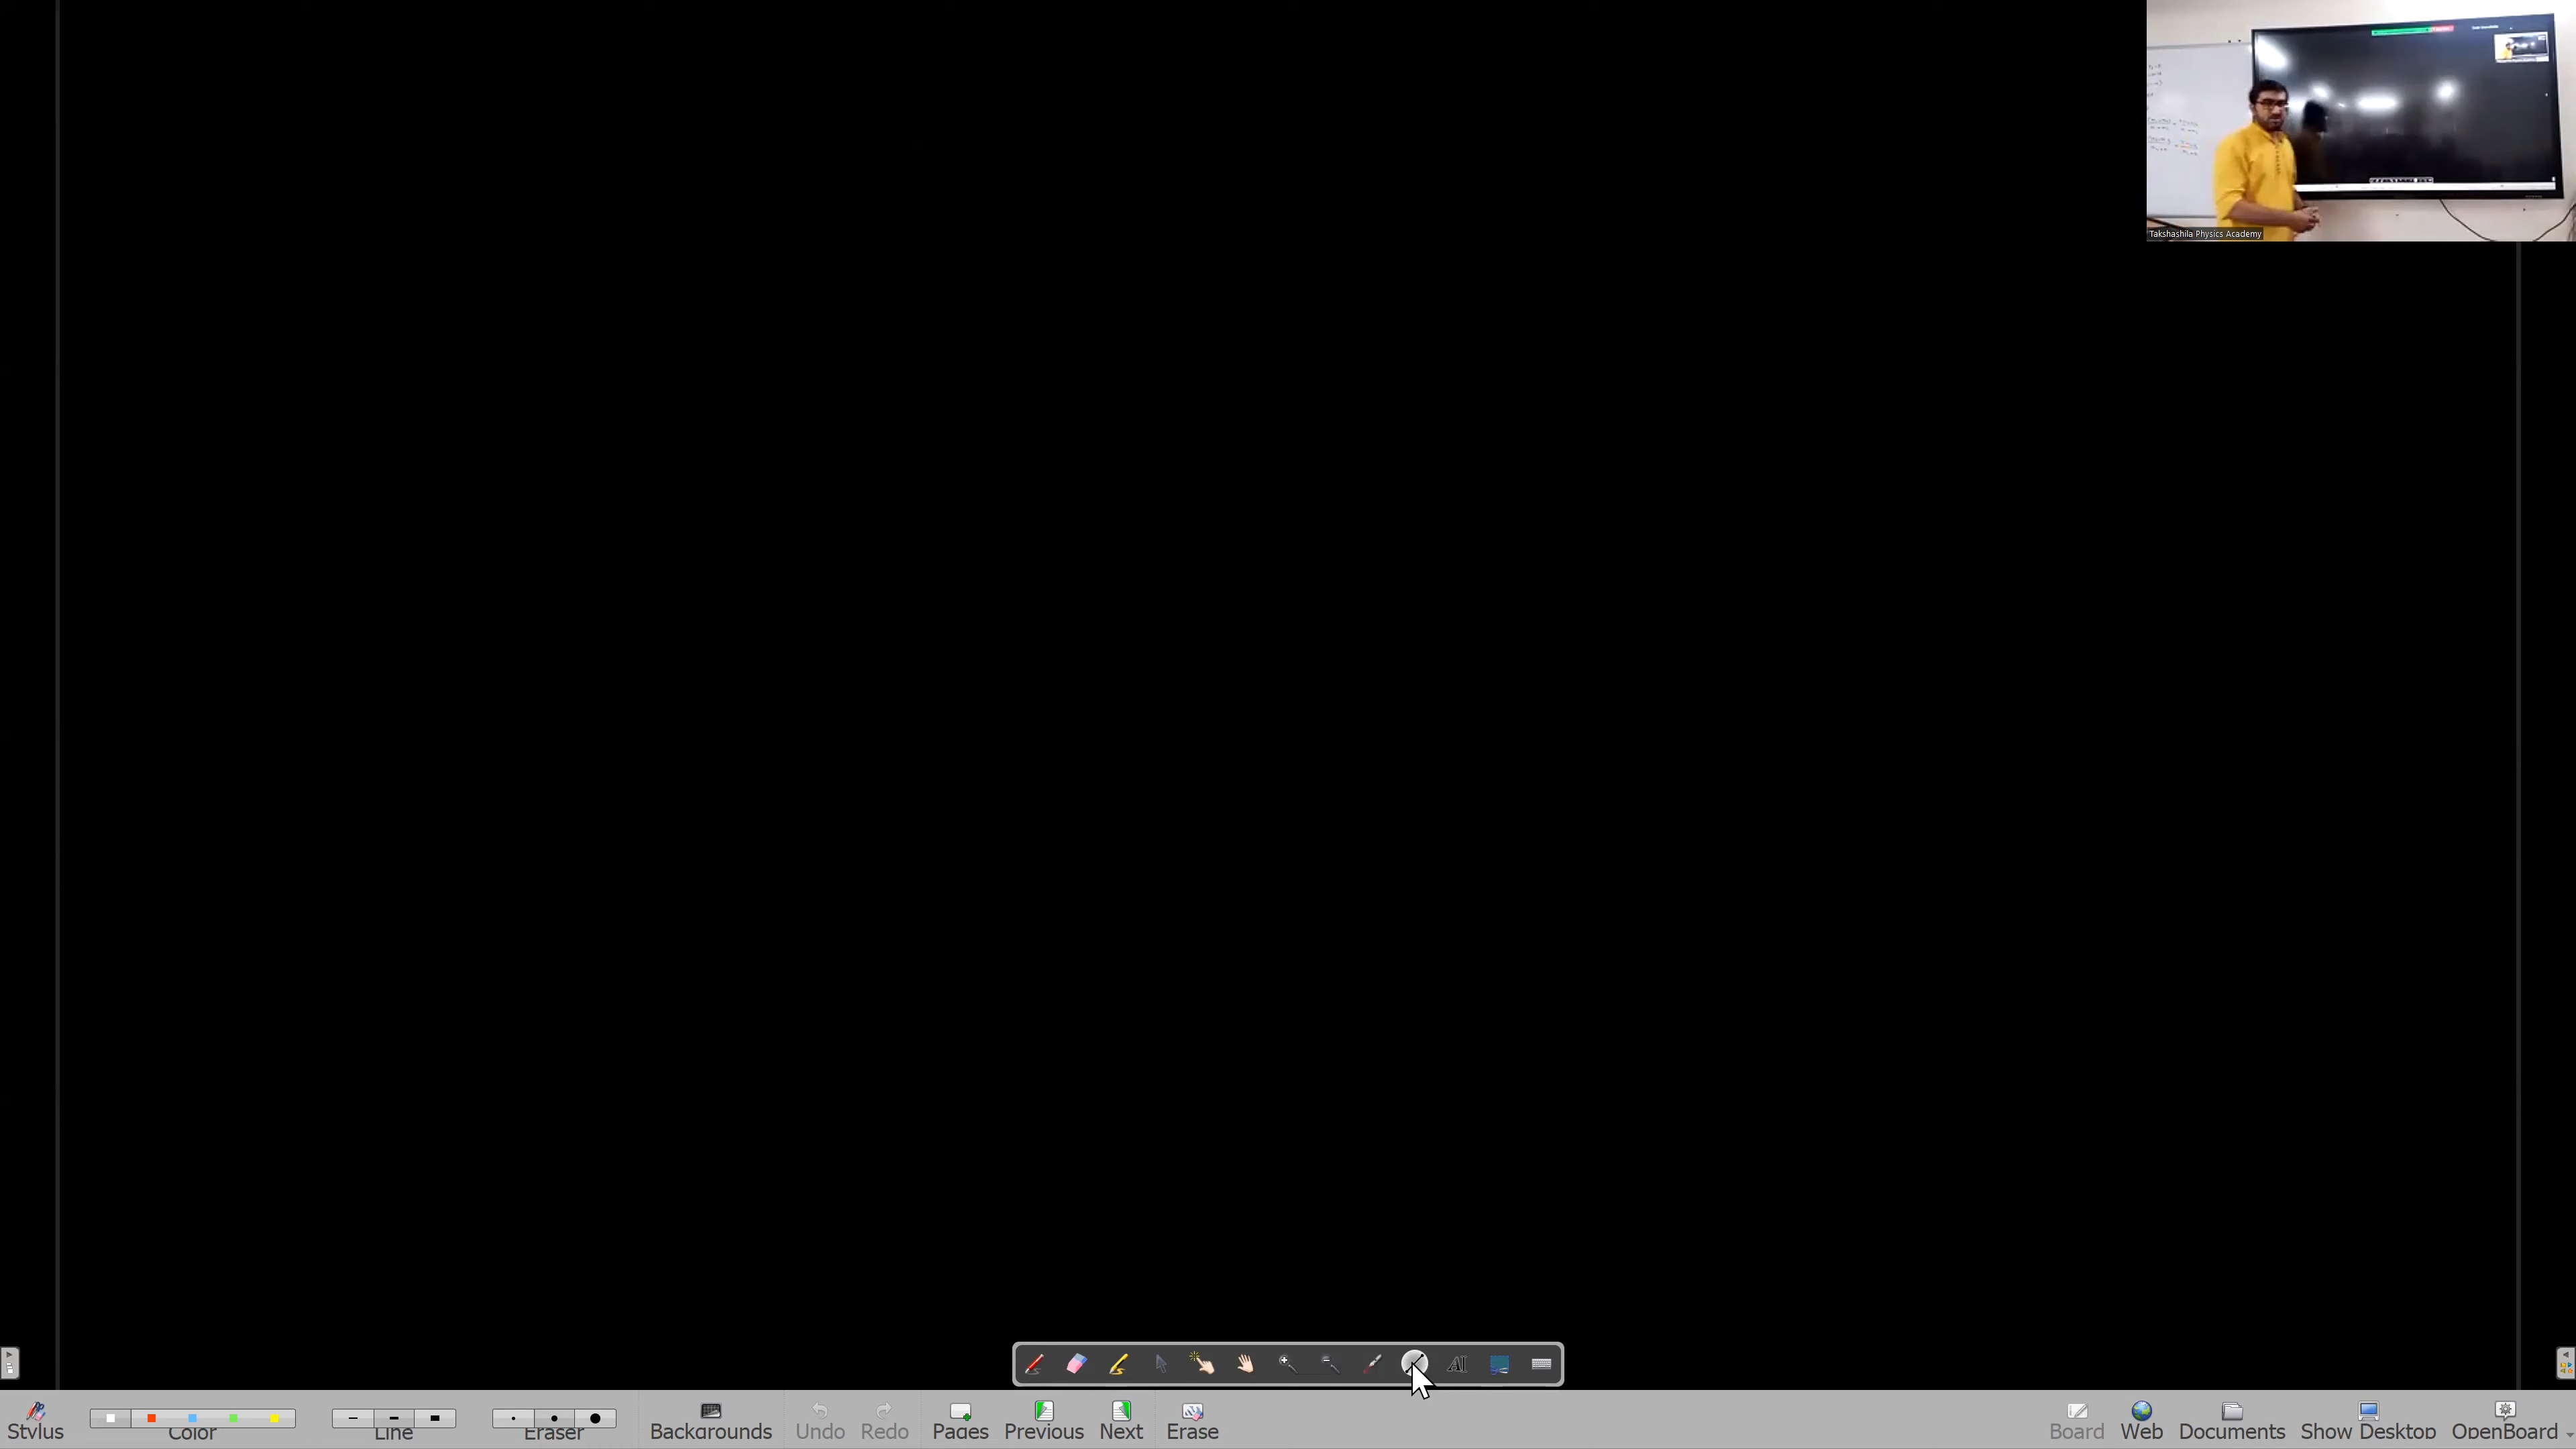 Takshashila Physics Academy
Stylus
Color
Line
Eraser
Backgrounds
Undo
Redo
Pages
Previous
Next
Erase
Board
Web
Documents
Show Desktop
OpenBoard
AI